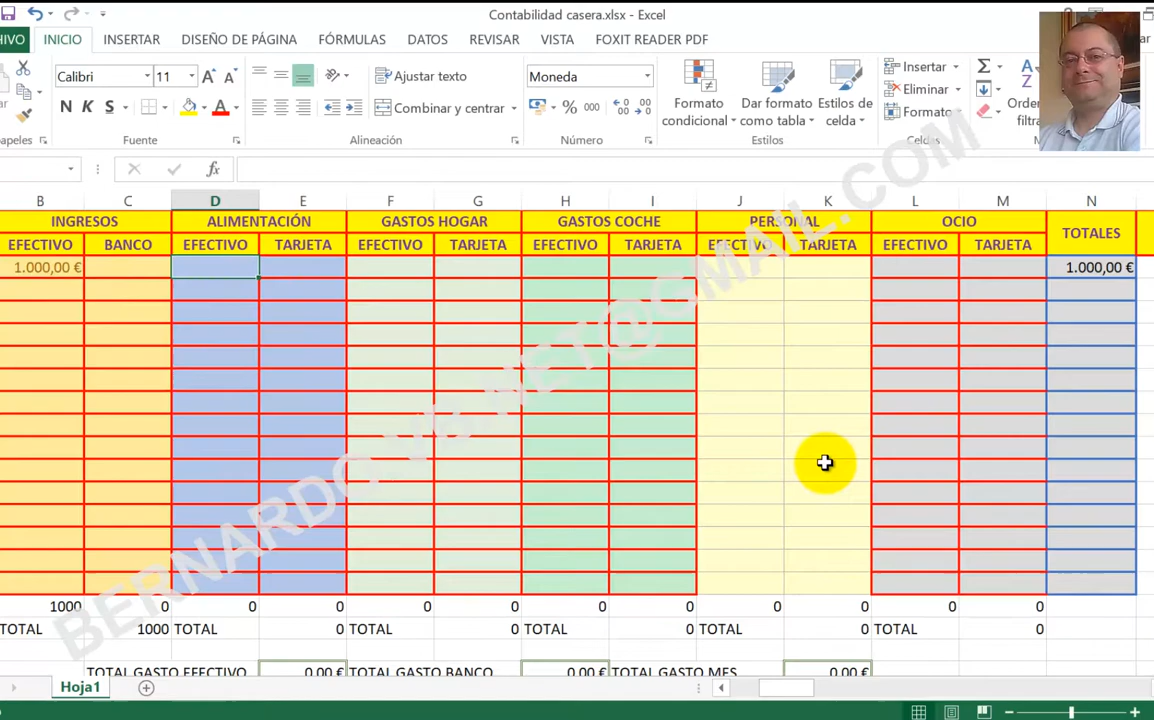 Contabilidad casera.xlsx - Excel
HIVO INICIO INSERTAR DISEÑO DE PÁGINA FÓRMULAS DATOS REVISAR VISTA FOXIT READER PDF
Calibri 11 Ajustar texto Moneda Insertar
N K S Combinar y centrar % 000 Formato condicional Dar formato como tabla Estilos de celda Eliminar
Formato
Fuente Alineación Número Estilos Celdas
fx
B C D E F G H I J K L M N
INGRESOS ALIMENTACIÓN GASTOS HOGAR GASTOS COCHE PERSONAL OCIO TOTALES
EFECTIVO BANCO EFECTIVO TARJETA EFECTIVO TARJETA EFECTIVO TARJETA EFECTIVO TARJETA EFECTIVO TARJETA
1.000,00 € 1.000,00 €
1000 0 0 0 0 0 0 0 0 0 0 0
TOTAL 1000 TOTAL 0 TOTAL 0 TOTAL 0 TOTAL 0 TOTAL 0
TOTAL GASTO EFECTIVO 0,00 € TOTAL GASTO BANCO 0,00 € TOTAL GASTO MES 0,00 €
Hoja1